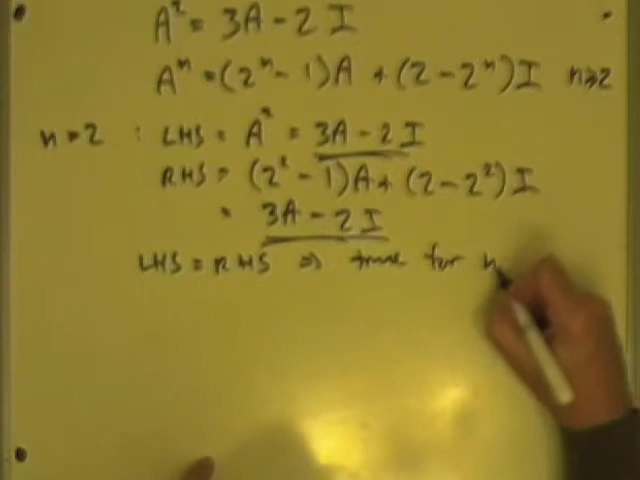 A² = 3A - 2I
Aⁿ = (2ⁿ - 1)A + (2 - 2ⁿ)I n≥2
n = 2 : LHS = A² = 3A - 2I
RHS = (2² - 1)A + (2 - 2²)I
= 3A - 2I
LHS = RHS ⇒ true for n